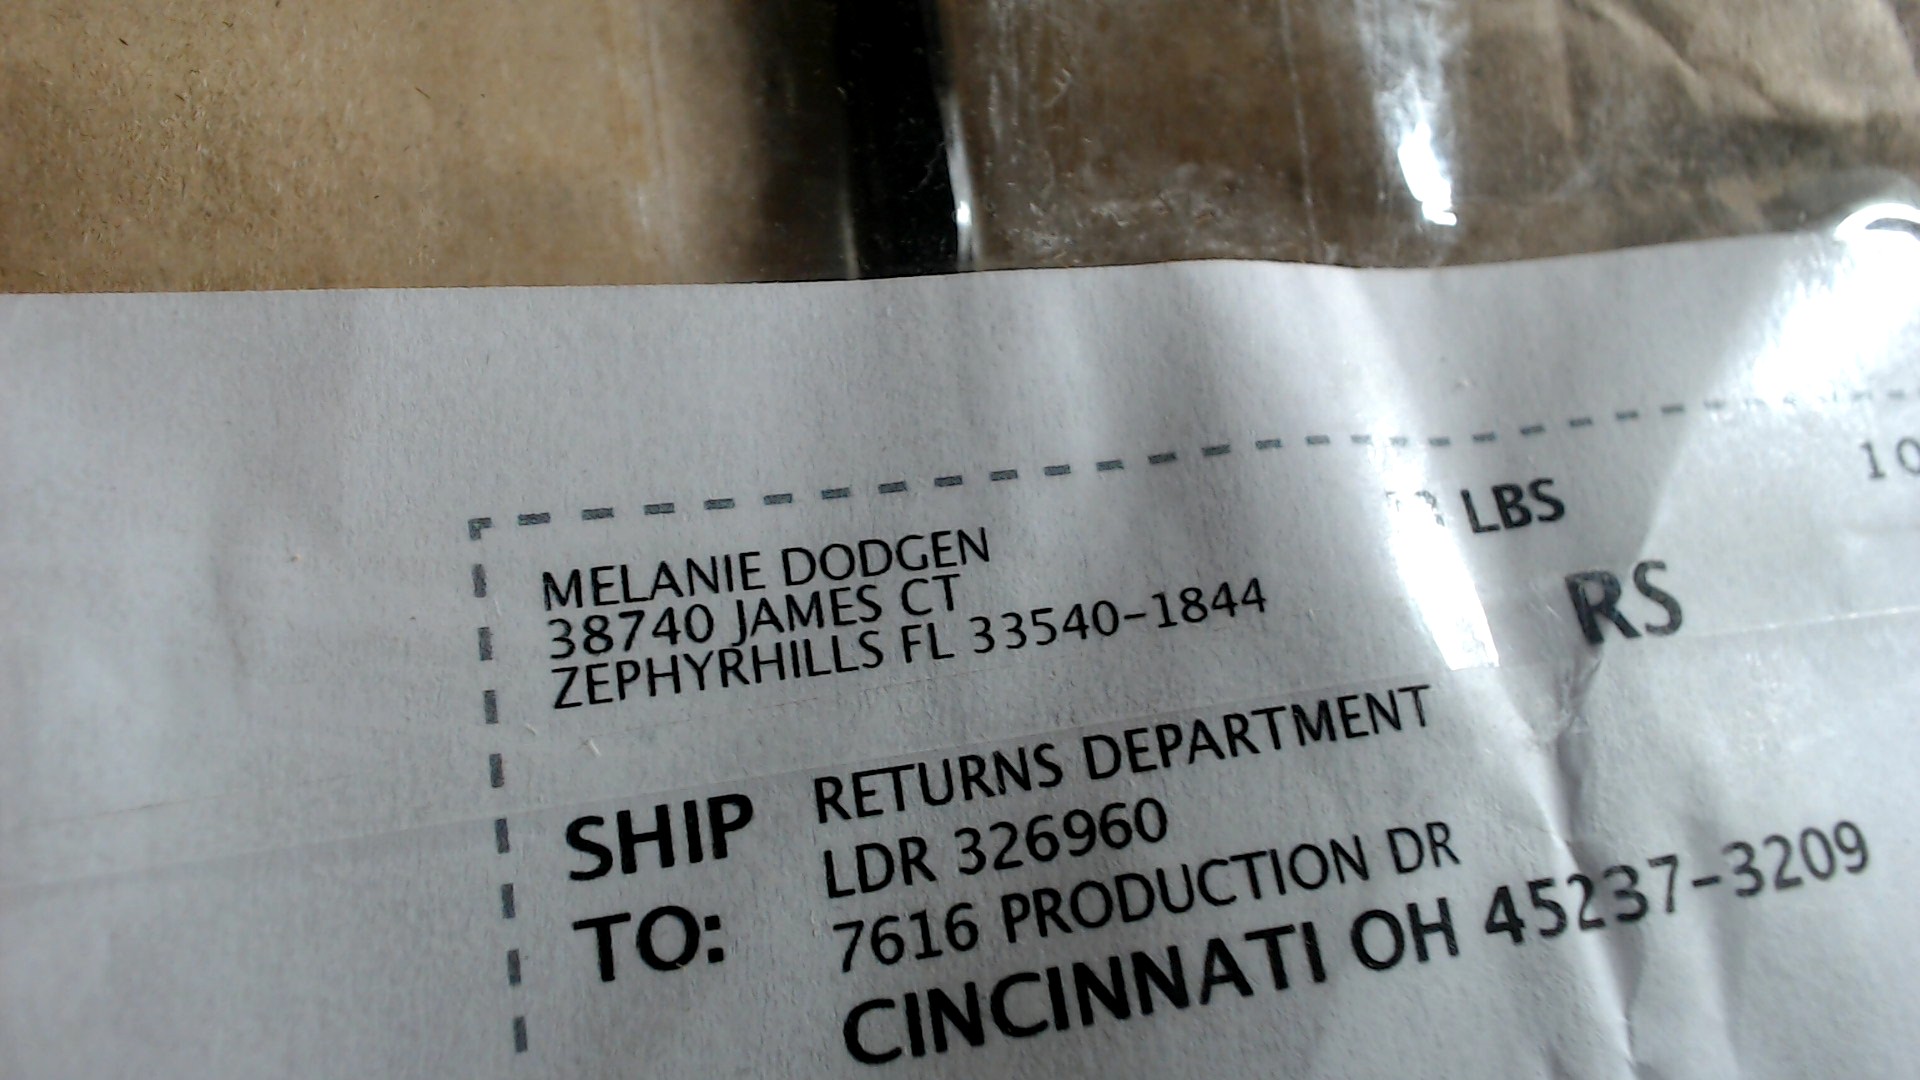 LBS
10
MELANIE DODGEN
38740 JAMES CT
ZEPHYRHILLS FL 33540-1844
RS
SHIP TO:
RETURNS DEPARTMENT
LDR 326960
7616 PRODUCTION DR
CINCINNATI OH 45237-3209